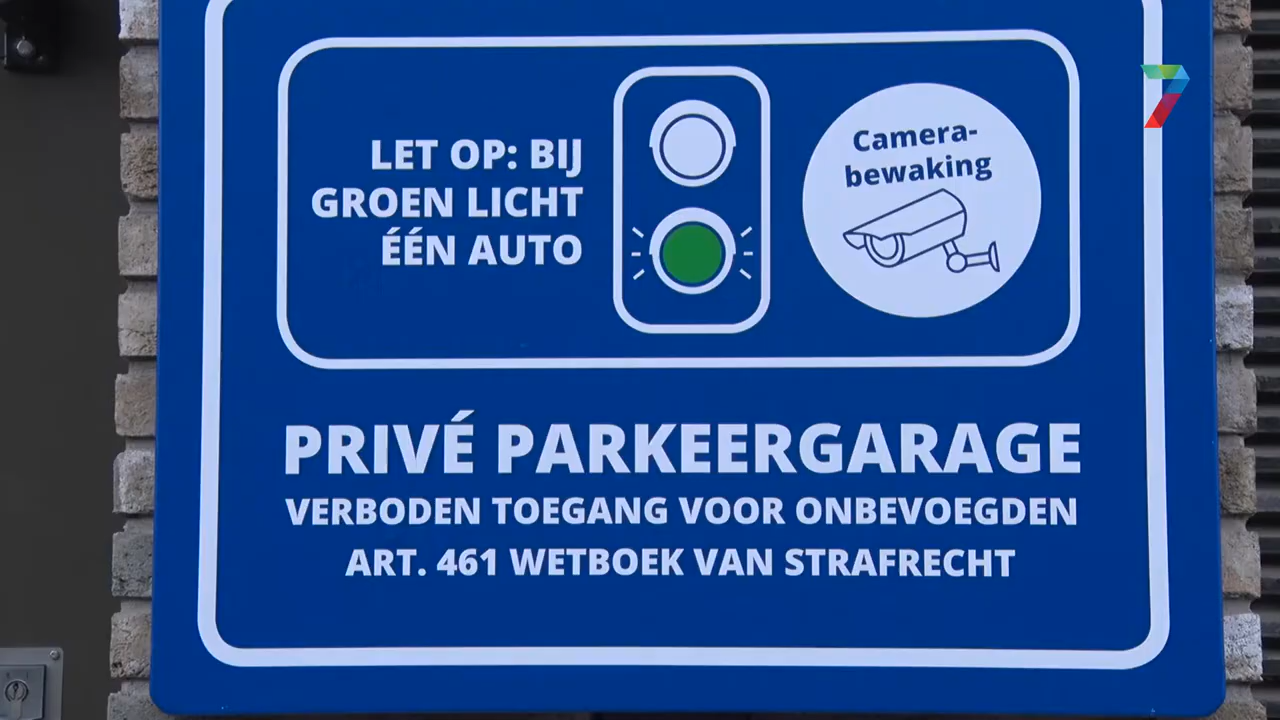 LET OP: BIJ
GROEN LICHT
ÉÉN AUTO
Camera-
bewaking
PRIVÉ PARKEERGARAGE
VERBODEN TOEGANG VOOR ONBEVOEGDEN
ART. 461 WETBOEK VAN STRAFRECHT
7